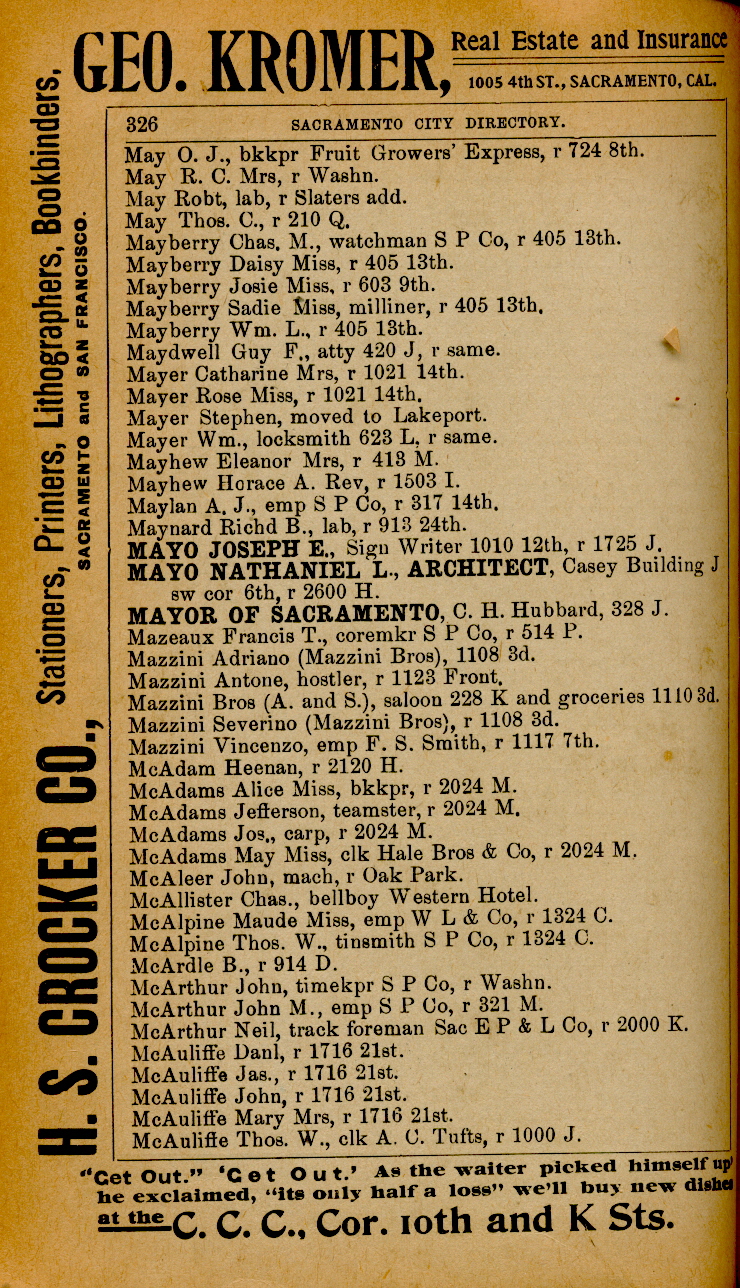 GEO. KROMER, Real Estate and Insurance
1005 4th ST., SACRAMENTO, CAL.
H. S. CROCKER CO., Stationers, Printers, Lithographers, Bookbinders,
SACRAMENTO and SAN FRANCISCO.
326 SACRAMENTO CITY DIRECTORY.
May O. J., bkkpr Fruit Growers' Express, r 724 8th.
May R. C. Mrs, r Washn.
May Robt, lab, r Slaters add.
May Thos. C., r 210 Q.
Mayberry Chas. M., watchman S P Co, r 405 13th.
Mayberry Daisy Miss, r 405 13th.
Mayberry Josie Miss, r 603 9th.
Mayberry Sadie Miss, milliner, r 405 13th.
Mayberry Wm. L., r 405 13th.
Maydwell Guy F., atty 420 J, r same.
Mayer Catharine Mrs, r 1021 14th.
Mayer Rose Miss, r 1021 14th.
Mayer Stephen, moved to Lakeport.
Mayer Wm., locksmith 623 L, r same.
Mayhew Eleanor Mrs, r 413 M.
Mayhew Horace A. Rev, r 1503 I.
Maylan A. J., emp S P Co, r 317 14th.
Maynard Richd B., lab, r 913 24th.
MAYO JOSEPH E., Sign Writer 1010 12th, r 1725 J.
MAYO NATHANIEL L., ARCHITECT, Casey Building J
sw cor 6th, r 2600 H.
MAYOR OF SACRAMENTO, C. H. Hubbard, 328 J.
Mazeaux Francis T., coremkr S P Co, r 514 P.
Mazzini Adriano (Mazzini Bros), 1108 3d.
Mazzini Antone, hostler, r 1123 Front.
Mazzini Bros (A. and S.), saloon 228 K and groceries 1110 3d.
Mazzini Severino (Mazzini Bros), r 1108 3d.
Mazzini Vincenzo, emp F. S. Smith, r 1117 7th.
McAdam Heenan, r 2120 H.
McAdams Alice Miss, bkkpr, r 2024 M.
McAdams Jefferson, teamster, r 2024 M.
McAdams Jos., carp, r 2024 M.
McAdams May Miss, clk Hale Bros & Co, r 2024 M.
McAleer John, mach, r Oak Park.
McAllister Chas., bellboy Western Hotel.
McAlpine Maude Miss, emp W L & Co, r 1324 C.
McAlpine Thos. W., tinsmith S P Co, r 1324 C.
McArdle B., r 914 D.
McArthur John, timekpr S P Co, r Washn.
McArthur John M., emp S P Co, r 321 M.
McArthur Neil, track foreman Sac E P & L Co, r 2000 K.
McAuliffe Danl, r 1716 21st.
McAuliffe Jas., r 1716 21st.
McAuliffe John, r 1716 21st.
McAuliffe Mary Mrs, r 1716 21st.
McAuliffe Thos. W., clk A. C. Tufts, r 1000 J.
"Get Out." 'Get Out.' As the waiter picked himself up
he exclaimed, "its only half a loss" we'll buy new dishes
at the C. C. C., Cor. 10th and K Sts.